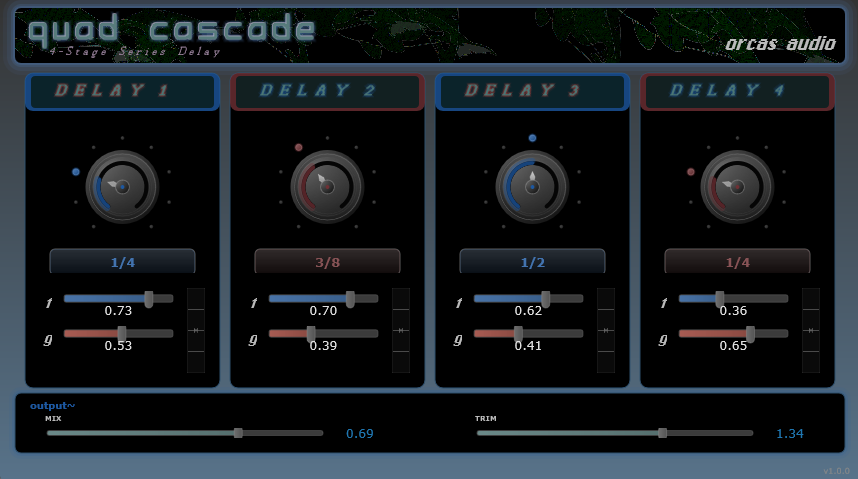 quad cascade
4-Stage Series Delay
orcas audio
DELAY 1
DELAY 2
DELAY 3
DELAY 4
1/4
3/8
1/2
1/4
f
0.73
g
0.53
f
0.70
g
0.39
f
0.62
g
0.41
f
0.36
g
0.65
output~
MIX
0.69
TRIM
1.34
v1.0.0